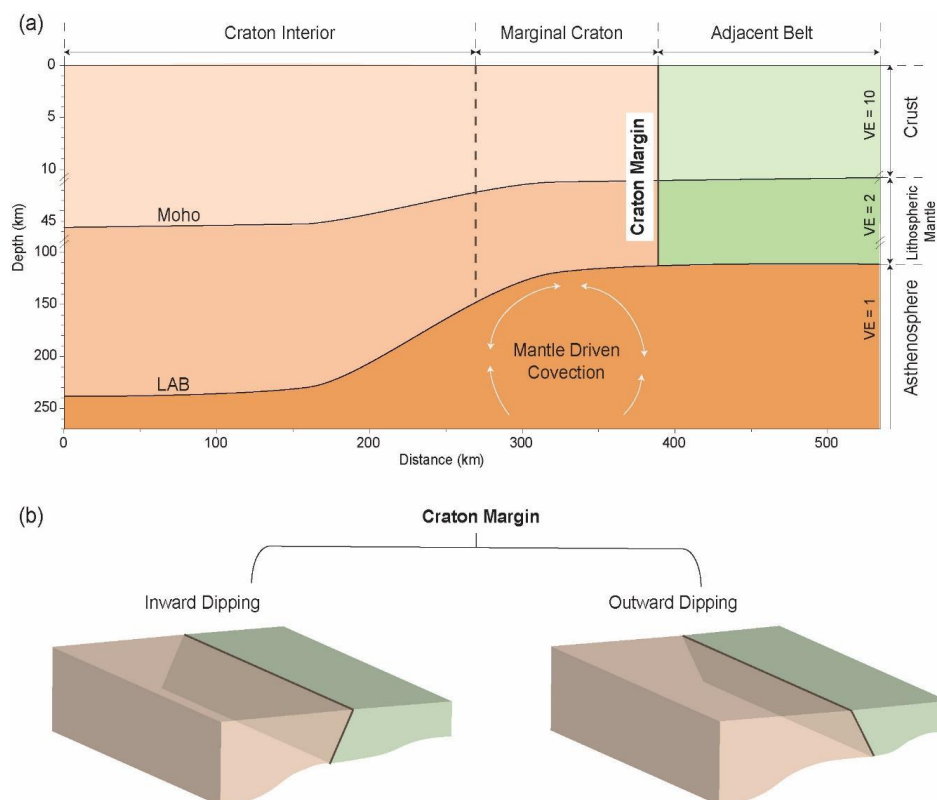 (a)
Craton Interior
Marginal Craton
Adjacent Belt
0
5
10
45
100
150
200
250
Depth (km)
Moho
LAB
Craton Margin
Mantle Driven
Covection
VE = 10
VE = 2
VE = 1
Crust
Lithospheric
Mantle
Asthenosphere
0
100
200
300
400
500
Distance (km)
(b)
Craton Margin
Inward Dipping
Outward Dipping